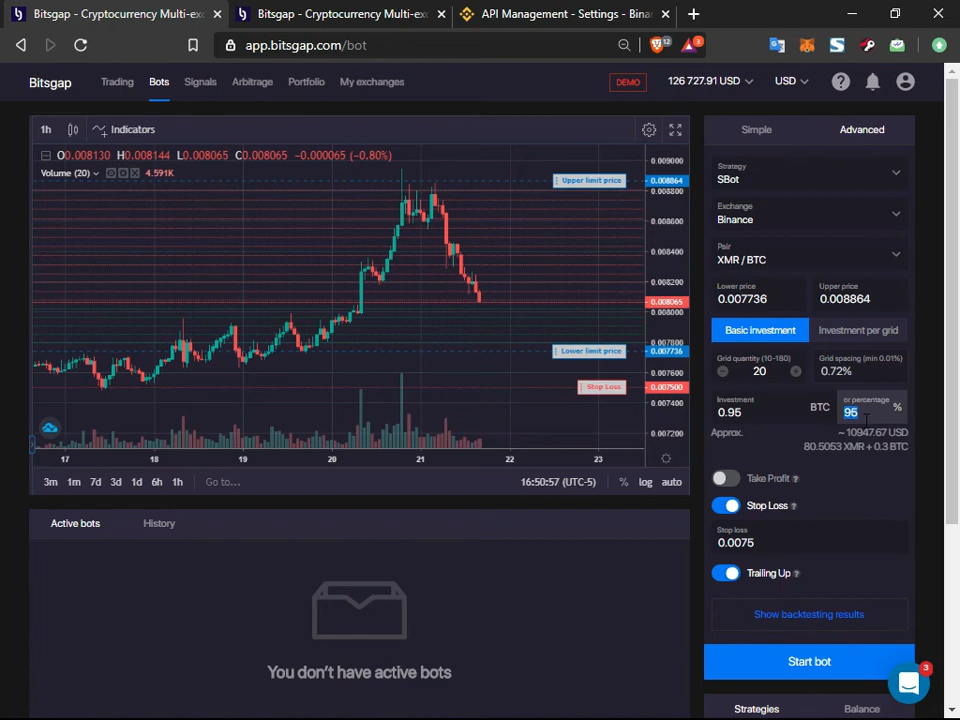 Bitsgap - Cryptocurrency Multi-ex
Bitsgap - Cryptocurrency Multi-ex
API Management - Settings - Binan
app.bitsgap.com/bot
12
3
Bitsgap
Trading
Bots
Signals
Arbitrage
Portfolio
My exchanges
DEMO
126 727.91 USD
USD
1h
Indicators
O0.008130 H0.008144 L0.008065 C0.008065 -0.000065 (-0.80%)
Volume (20) 4.591K
0.009000
Upper limit price
0.008864
0.008800
0.008600
0.008400
0.008200
0.008065
0.008000
0.007800
Lower limit price
0.007736
0.007600
Stop Loss
0.007500
0.007400
0.007200
17 18 19 20 21 22 23
3m 1m 7d 3d 1d 6h 1h Go to...
16:50:57 (UTC-5) % log auto
Active bots
History
You don't have active bots
Simple
Advanced
Strategy
SBot
Exchange
Binance
Pair
XMR / BTC
Lower price
0.007736
Upper price
0.008864
Basic investment
Investment per grid
Grid quantity (10-180)
20
Grid spacing (min 0.01%)
0.72%
Investment
0.95 BTC
or percentage
95 %
Approx. ~ 10947.67 USD
80.5053 XMR + 0.3 BTC
Take Profit ?
Stop Loss ?
Stop loss
0.0075
Trailing Up ?
Show backtesting results
Start bot
3
Strategies
Balance